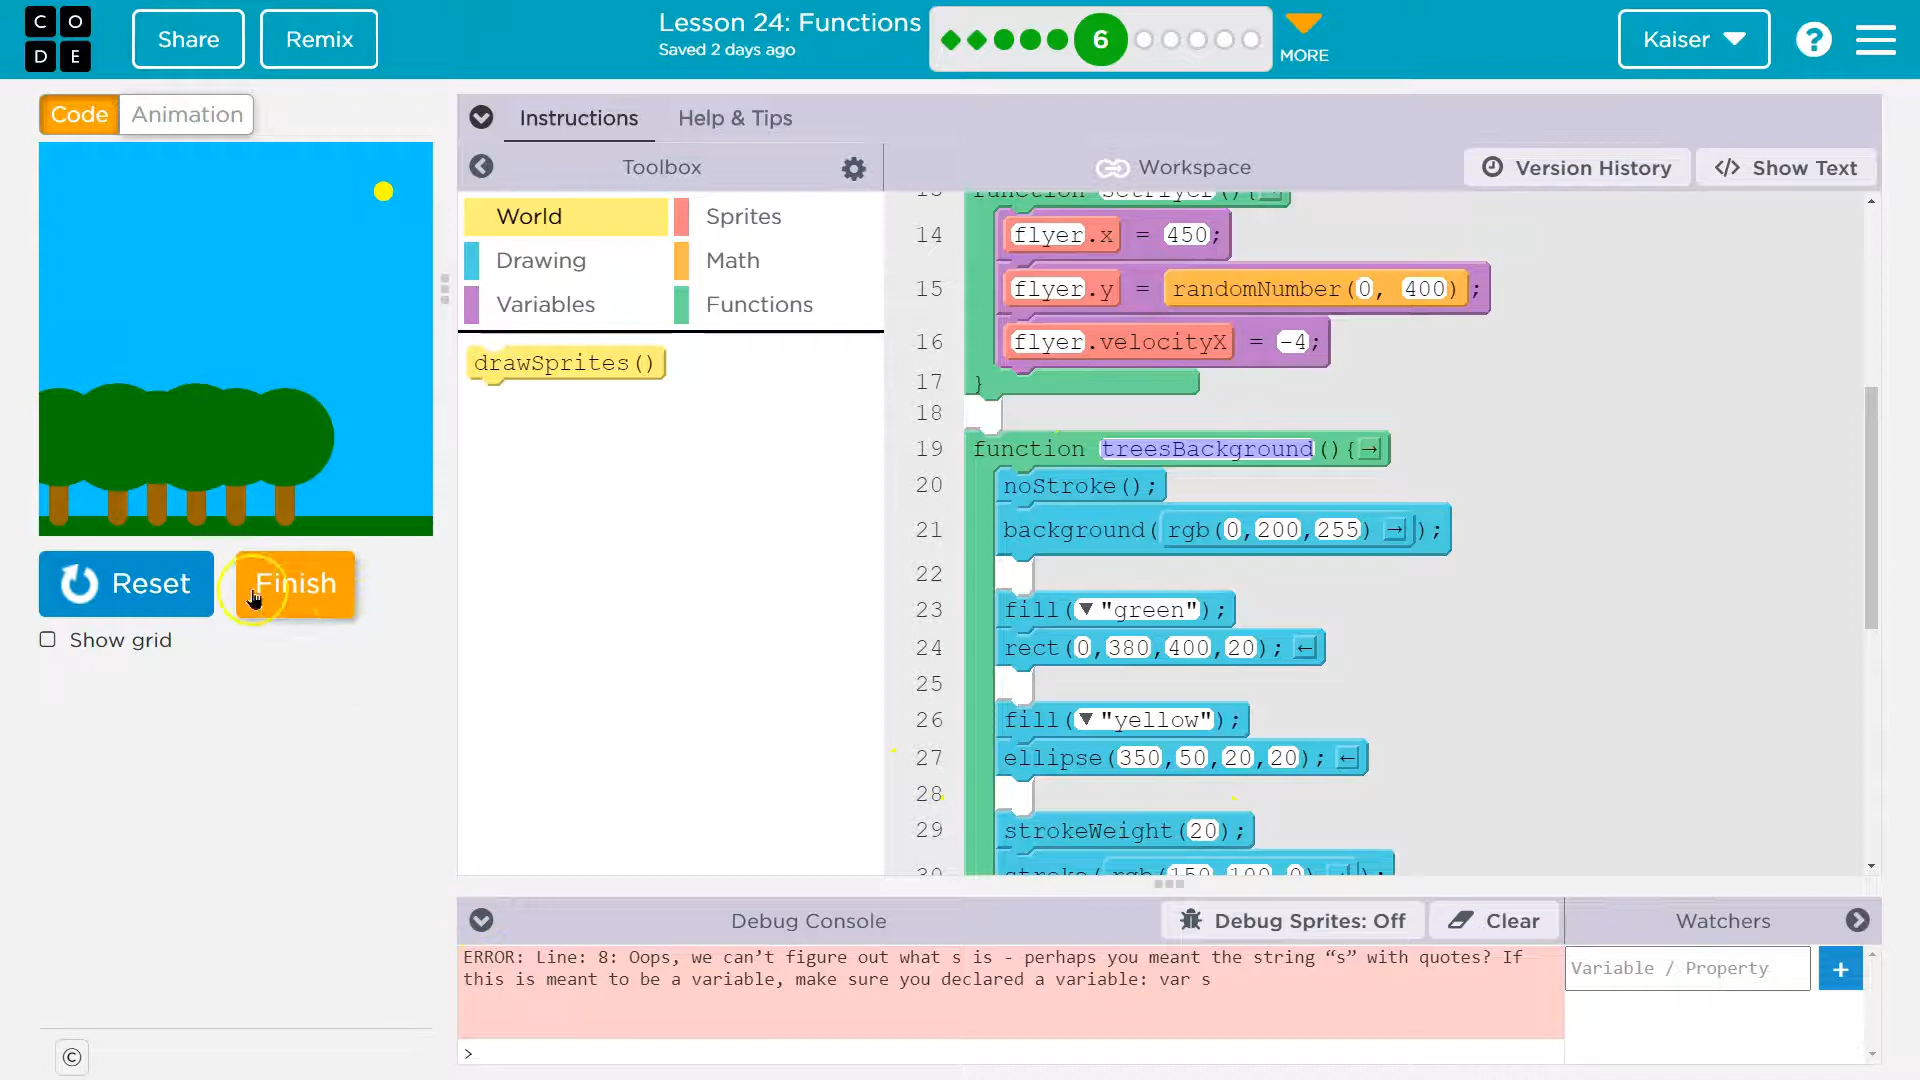 C O D E
Share
Remix
Lesson 24: Functions
Saved 2 days ago
6
MORE
Kaiser
?
Code
Animation
Instructions
Help & Tips
Toolbox
Workspace
Version History
</> Show Text
World
Sprites
Drawing
Math
Variables
Functions
drawSprites()
14 flyer.x = 450;
15 flyer.y = randomNumber(0, 400);
16 flyer.velocityX = -4;
17 }
18
19 function treesBackground(){→
20 noStroke();
21 background(rgb(0,200,255)→);
22
23 fill(▼"green");
24 rect(0,380,400,20);←
25
26 fill(▼"yellow");
27 ellipse(350,50,20,20);←
28
29 strokeWeight(20);
30 stroke(rgb(150,100,0)
Reset
Finish
Show grid
Debug Console
Debug Sprites: Off
Clear
Watchers
ERROR: Line: 8: Oops, we can’t figure out what s is - perhaps you meant the string “s” with quotes? If
this is meant to be a variable, make sure you declared a variable: var s
Variable / Property
+
>
©